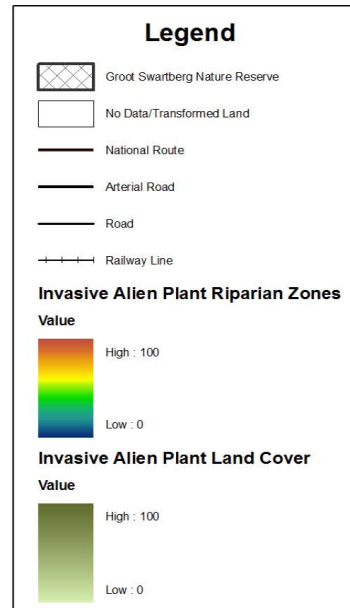 Legend
Groot Swartberg Nature Reserve
No Data/Transformed Land
National Route
Arterial Road
Road
Railway Line
Invasive Alien Plant Riparian Zones
Value
High : 100
Low : 0
Invasive Alien Plant Land Cover
Value
High : 100
Low : 0